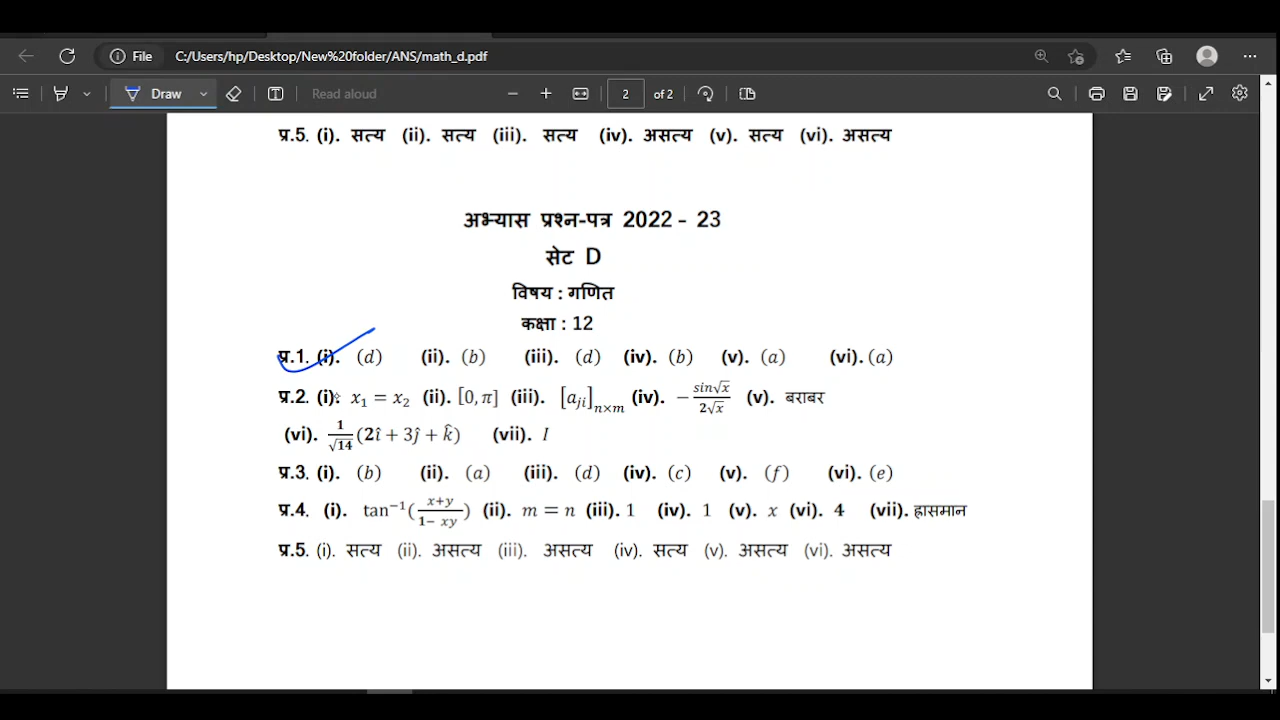 File C:/Users/hp/Desktop/New%20folder/ANS/math_d.pdf
Draw Read aloud 2 of 2
प्र.5. (i). सत्य (ii). सत्य (iii). सत्य (iv). असत्य (v). सत्य (vi). असत्य
अभ्यास प्रश्न-पत्र 2022 - 23
सेट D
विषय : गणित
कक्षा : 12
प्र.1. (i). (d) (ii). (b) (iii). (d) (iv). (b) (v). (a) (vi). (a)
प्र.2. (i). x₁ = x₂ (ii). [0, π] (iii). [aⱼᵢ]ₙ×ₘ (iv). − sin√x / 2√x (v). बराबर
(vi). 1/√14 (2î + 3ĵ + k̂) (vii). I
प्र.3. (i). (b) (ii). (a) (iii). (d) (iv). (c) (v). (f) (vi). (e)
प्र.4. (i). tan⁻¹( x+y / 1− xy ) (ii). m = n (iii). 1 (iv). 1 (v). x (vi). 4 (vii). ह्रासमान
प्र.5. (i). सत्य (ii). असत्य (iii). असत्य (iv). सत्य (v). असत्य (vi). असत्य